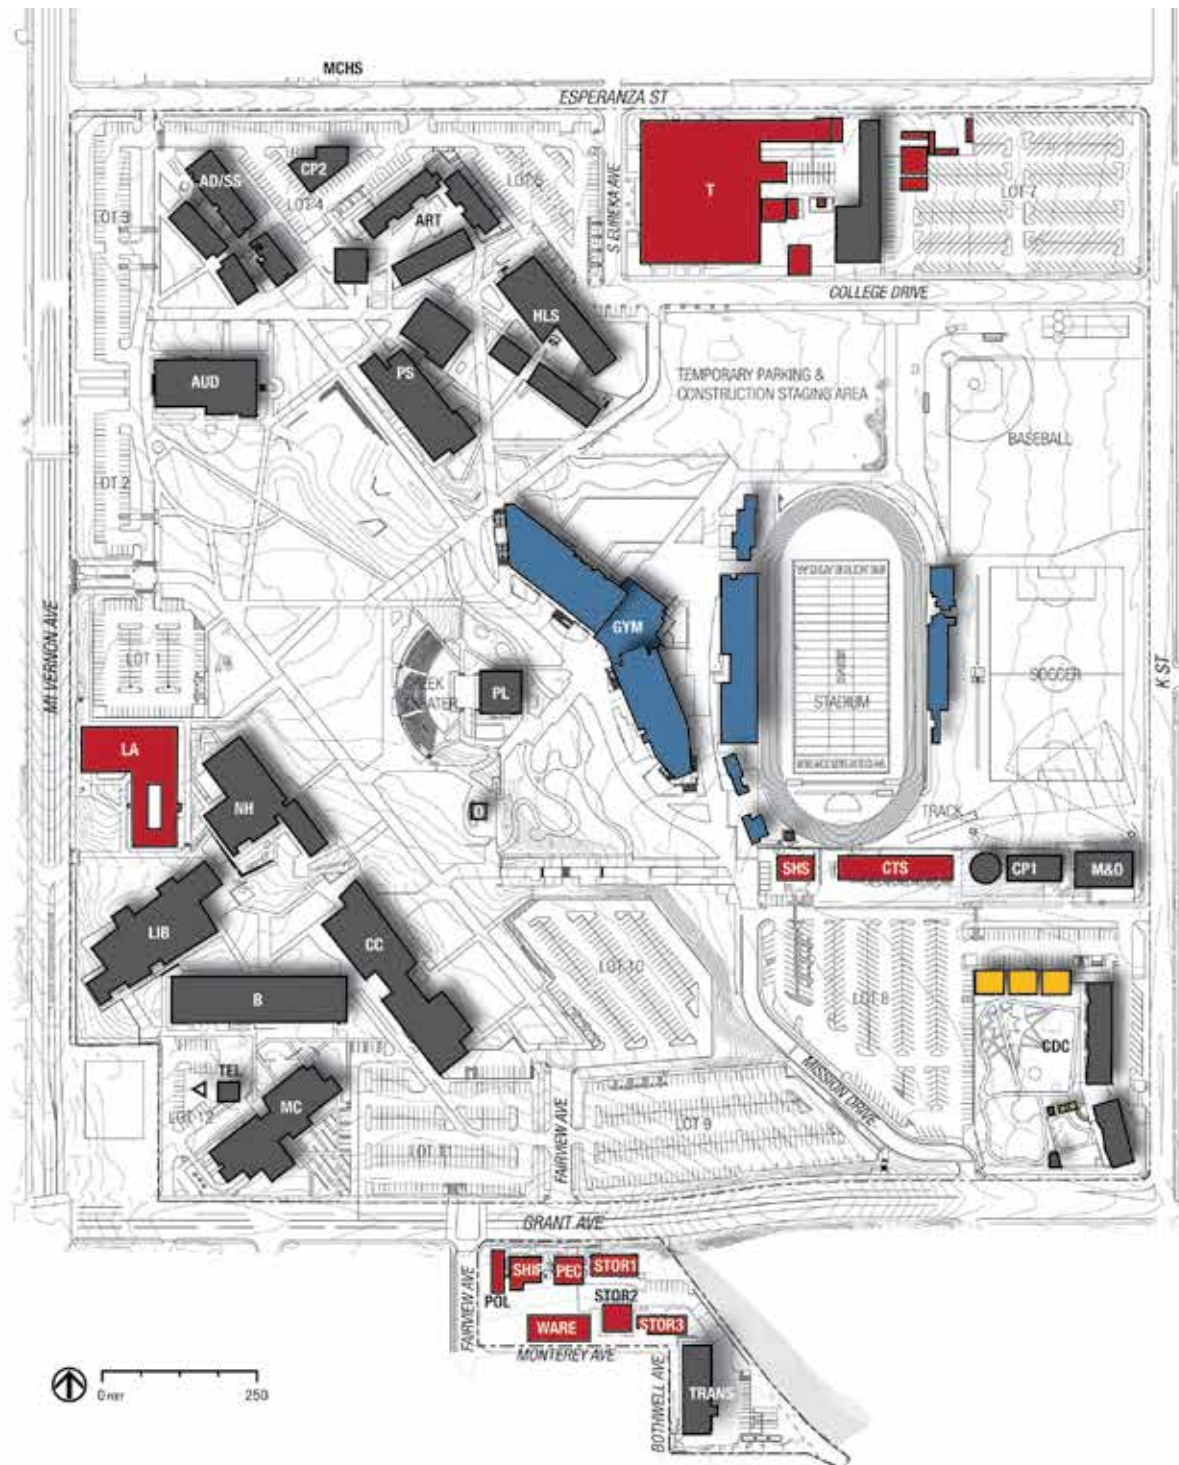 MCHS
ESPERANZA ST
CP2
AD/SS
LOT 4
LOT 3
ART
S EUREKA AVE
T
LOT 7
COLLEGE DRIVE
HLS
PS
AUD
TEMPORARY PARKING &
CONSTRUCTION STAGING AREA
BASEBALL
LOT 2
GYM
MT VERNON AVE
LOT 1
PL
STADIUM
SOCCER
K ST
LA
NH
TRACK
SHS
CTS
CP1
M&O
LIB
CC
B
LOT 10
LOT 8
CDC
TEL
MC
LOT 12
MISSION DRIVE
LOT 9
FAIRVIEW AVE
GRANT AVE
SHIP
PEC
STOR1
POL
STOR2
WARE
STOR3
FAIRVIEW AVE
MONTEREY AVE
BOTHWELL AVE
TRANS
0 FEET
250